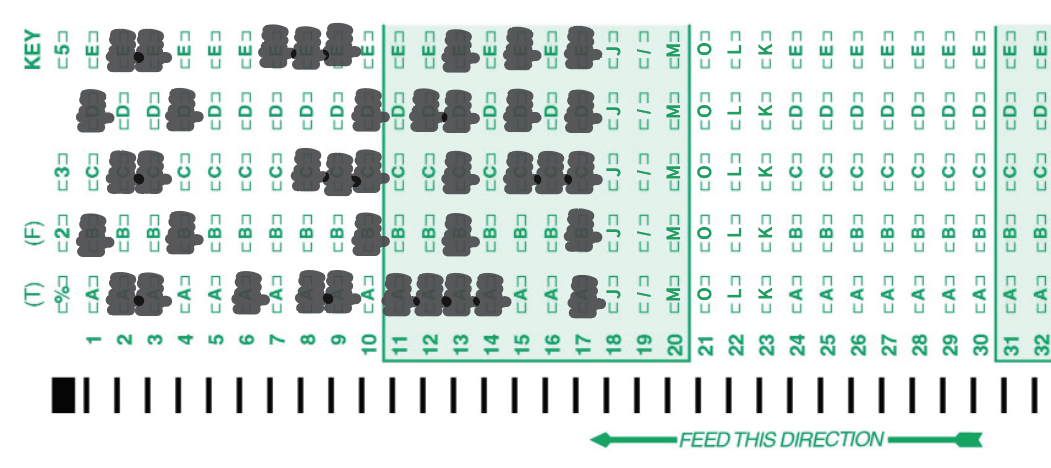 KEY 5 E E E E E E E E E E E E E E E E E J / M O L K E E E E E E E E E
D D D D D D D D D D D D D D D D D J / M O L K D D D D D D D D D
3 C C C C C C C C C C C C C C C C C J / M O L K C C C C C C C C C
(F) 2 B B B B B B B B B B B B B B B B B J / M O L K B B B B B B B B B
(T) % A A A A A A A A A A A A A A A A A J / M O L K A A A A A A A A A
1 2 3 4 5 6 7 8 9 10 11 12 13 14 15 16 17 18 19 20 21 22 23 24 25 26 27 28 29 30 31 32
FEED THIS DIRECTION